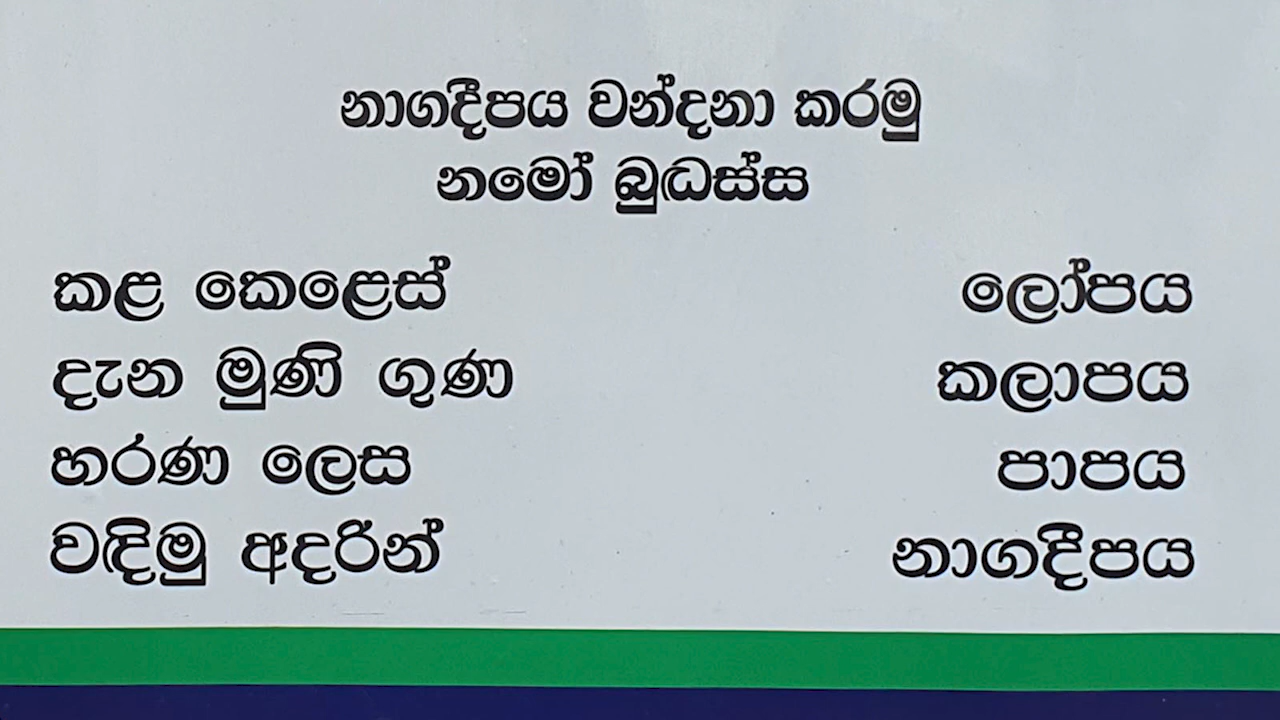 නාගදීපය වන්දනා කරමු
නමෝ බුද්‍ධස්ස
කළ කෙළෙස් ලෝපය
දැන මුණි ගුණ කලාපය
හරණ ලෙස පාපය
වඳිමු අදරින් නාගදීපය